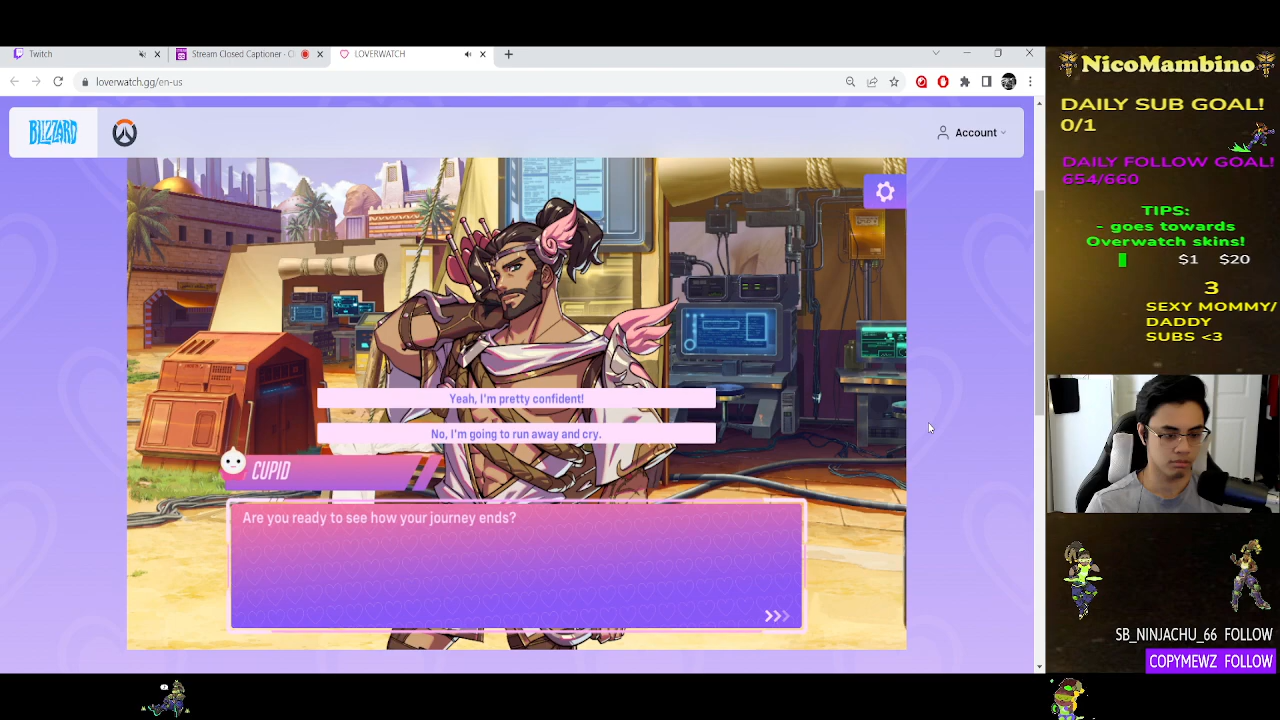 Twitch
Stream Closed Captioner - Cl
LOVERWATCH
loverwatch.gg/en-us
BLIZZARD
Account
Yeah, I'm pretty confident!
No, I'm going to run away and cry.
CUPID
Are you ready to see how your journey ends?
NicoMambino
DAILY SUB GOAL!
0/1
DAILY FOLLOW GOAL!
654/660
TIPS:
- goes towards
Overwatch skins!
$1 $20
3
SEXY MOMMY/
DADDY
SUBS <3
SB_NINJACHU_66 FOLLOW
COPYMEWZ FOLLOW